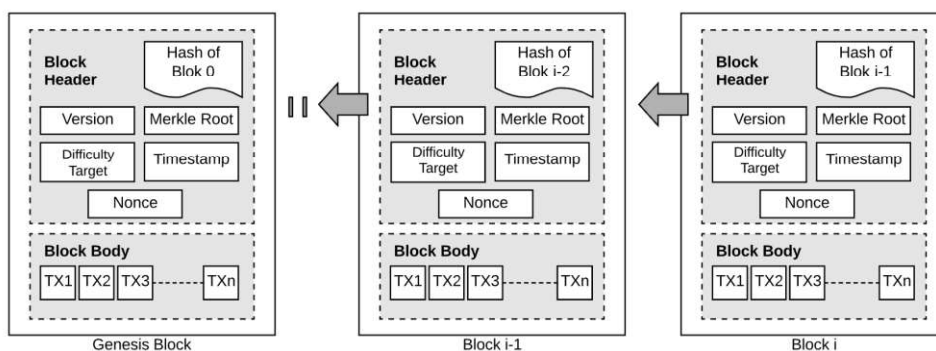 Block
Header
Hash of
Blok 0
Version
Merkle Root
Difficulty
Target
Timestamp
Nonce
Block Body
TX1
TX2
TX3
TXn
Genesis Block
Block
Header
Hash of
Blok i-2
Version
Merkle Root
Difficulty
Target
Timestamp
Nonce
Block Body
TX1
TX2
TX3
TXn
Block i-1
Block
Header
Hash of
Blok i-1
Version
Merkle Root
Difficulty
Target
Timestamp
Nonce
Block Body
TX1
TX2
TX3
TXn
Block i